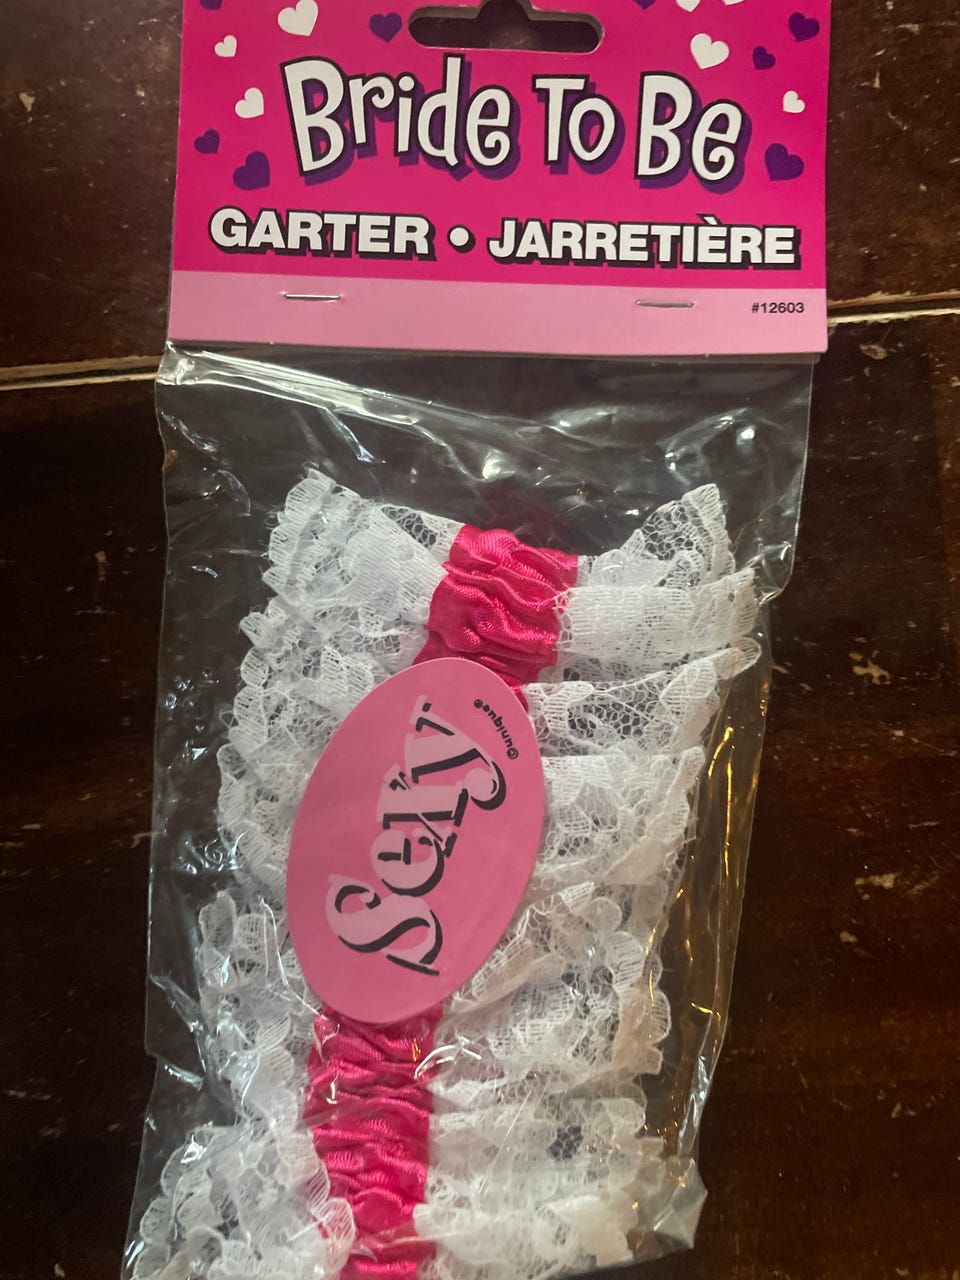 Bride To Be
GARTER • JARRETIÈRE
#12603
©unique®
Sexy